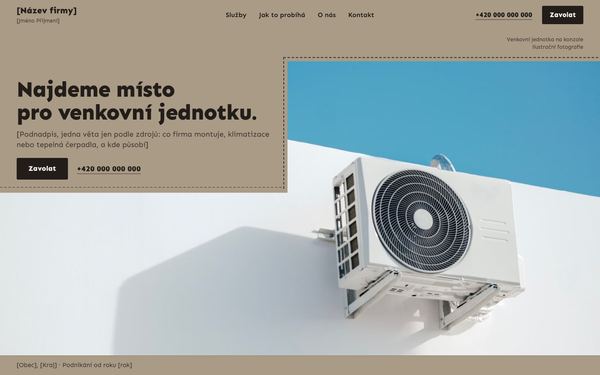 [Název firmy]
[Jméno Příjmení]
Služby
Jak to probíhá
O nás
Kontakt
+420 000 000 000
Zavolat
Venkovní jednotka na konzole
Ilustrační fotografie
Najdeme místo
pro venkovní jednotku.
[Podnadpis, jedna věta jen podle zdrojů: co firma montuje, klimatizace
nebo tepelná čerpadla, a kde působí]
Zavolat
+420 000 000 000
[Obec], [Kraj] · Podnikání od roku [rok]